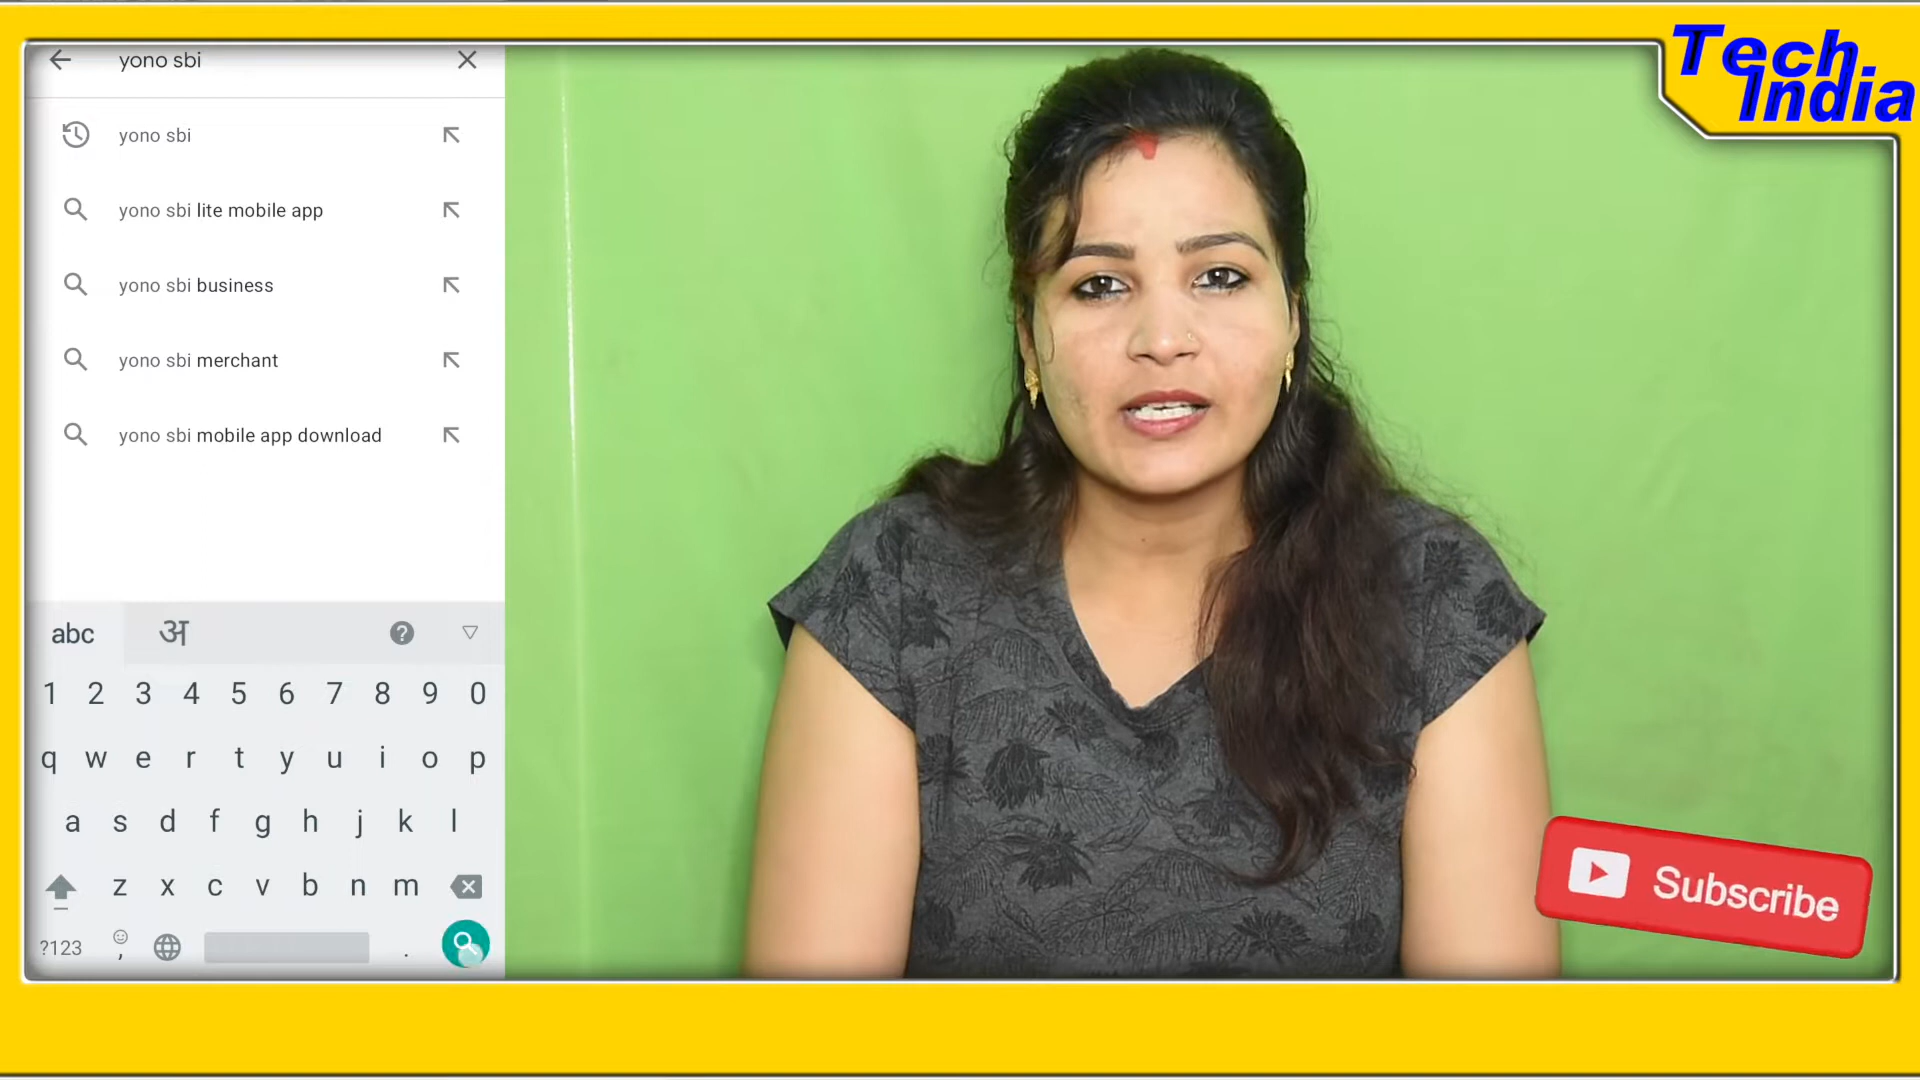 yono sbi
yono sbi
yono sbi lite mobile app
yono sbi business
yono sbi merchant
yono sbi mobile app download
abc अ ?
1 2 3 4 5 6 7 8 9 0
q w e r t y u i o p
a s d f g h j k l
z x c v b n m
?123 , .
Tech
India
Subscribe